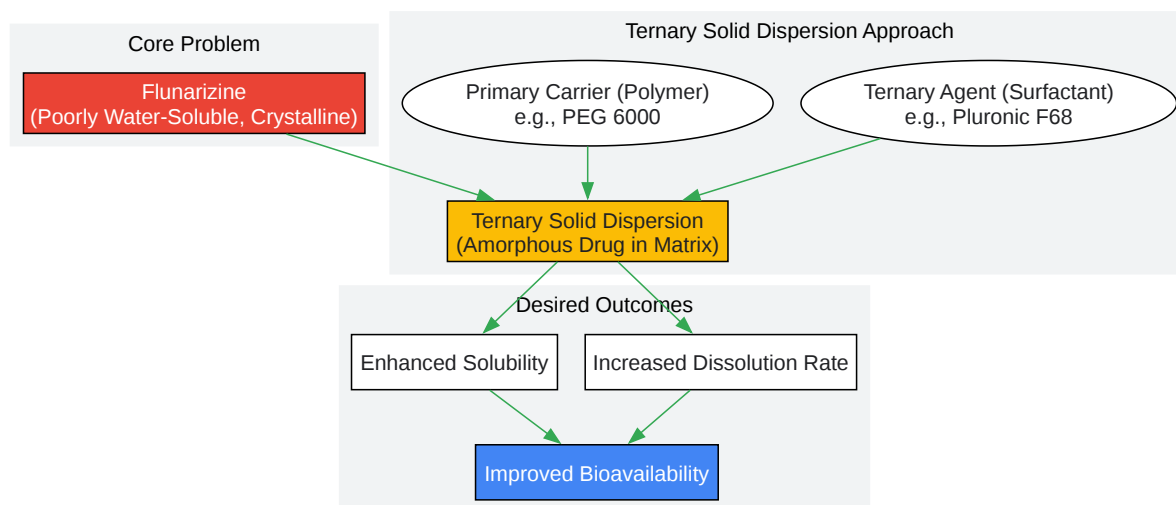 Core Problem
Flunarizine
(Poorly Water-Soluble, Crystalline)
Ternary Solid Dispersion Approach
Primary Carrier (Polymer)
e.g., PEG 6000
Ternary Agent (Surfactant)
e.g., Pluronic F68
Ternary Solid Dispersion
(Amorphous Drug in Matrix)
Desired Outcomes
Enhanced Solubility
Increased Dissolution Rate
Improved Bioavailability